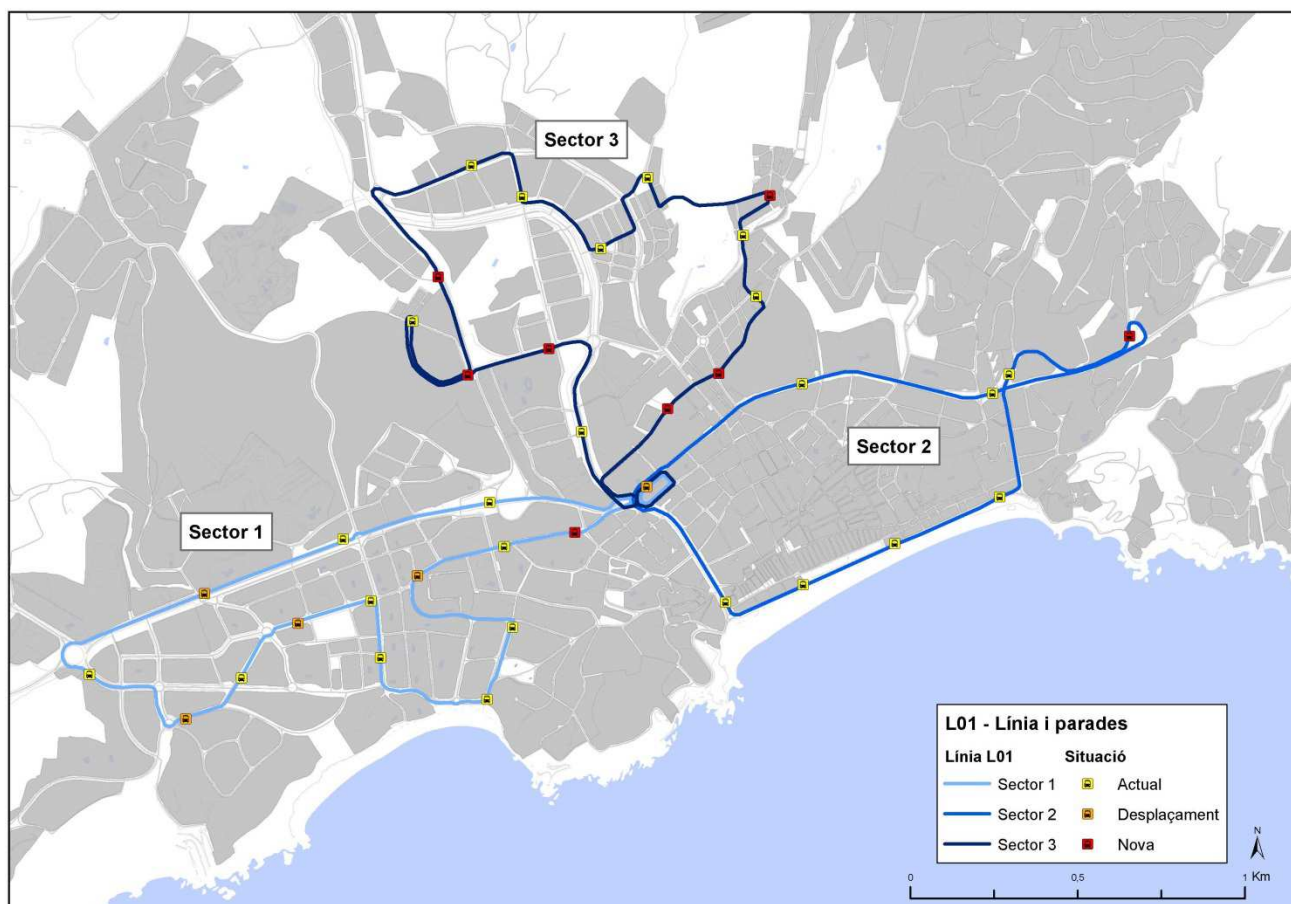 Sector 3
Sector 2
Sector 1
L01 - Línia i parades
Línia L01 Situació
Sector 1 Actual
Sector 2 Desplaçament
Sector 3 Nova
N
0 0,5 1 Km